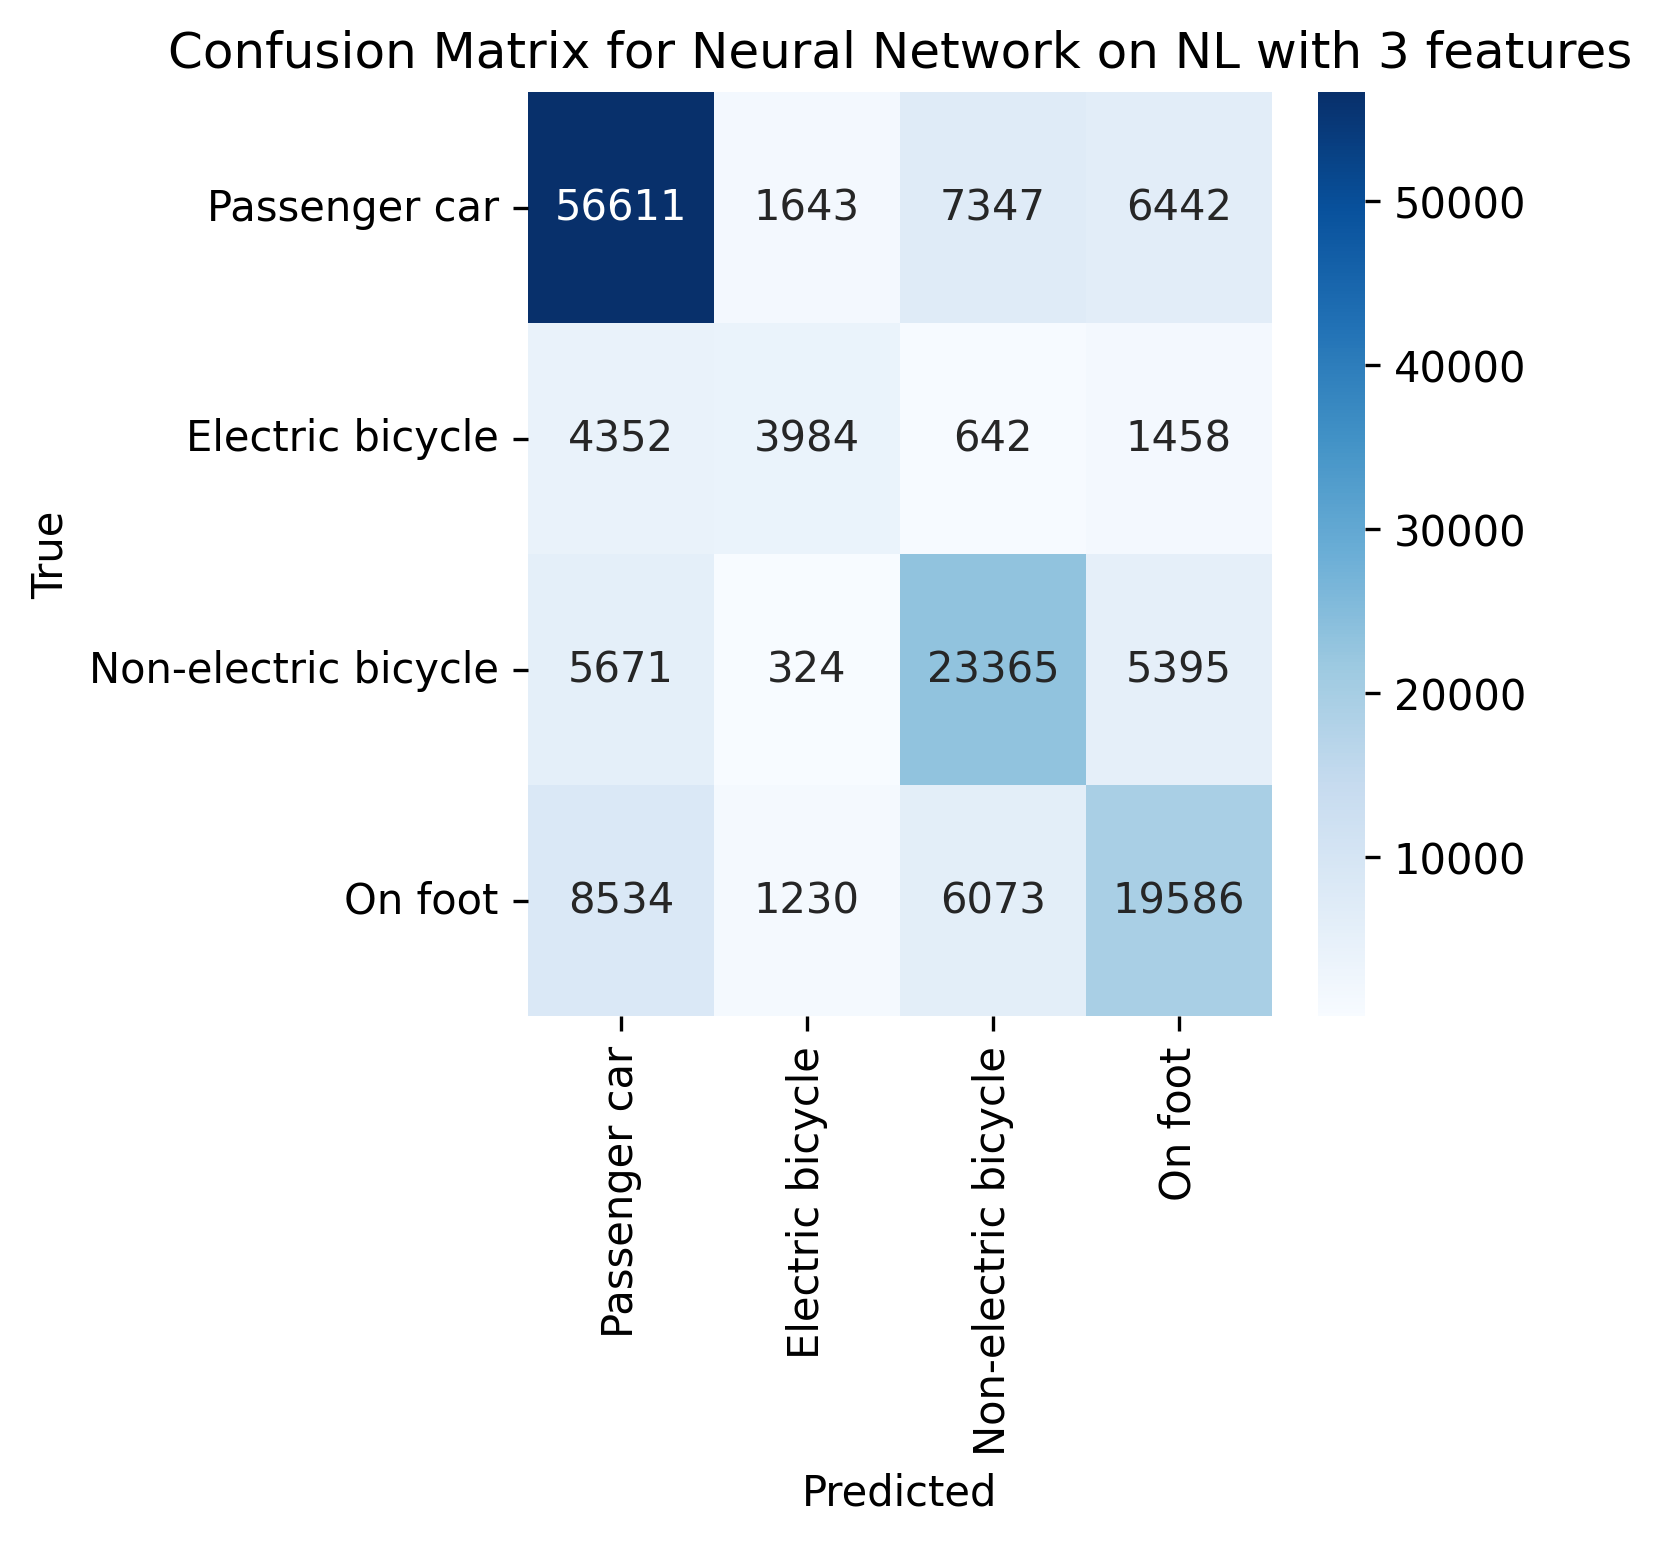 Confusion Matrix for Neural Network on NL with 3 features
True
Passenger car
Electric bicycle
Non-electric bicycle
On foot
56611 1643 7347 6442
4352 3984 642 1458
5671 324 23365 5395
8534 1230 6073 19586
50000
40000
30000
20000
10000
Passenger car
Electric bicycle
Non-electric bicycle
On foot
Predicted